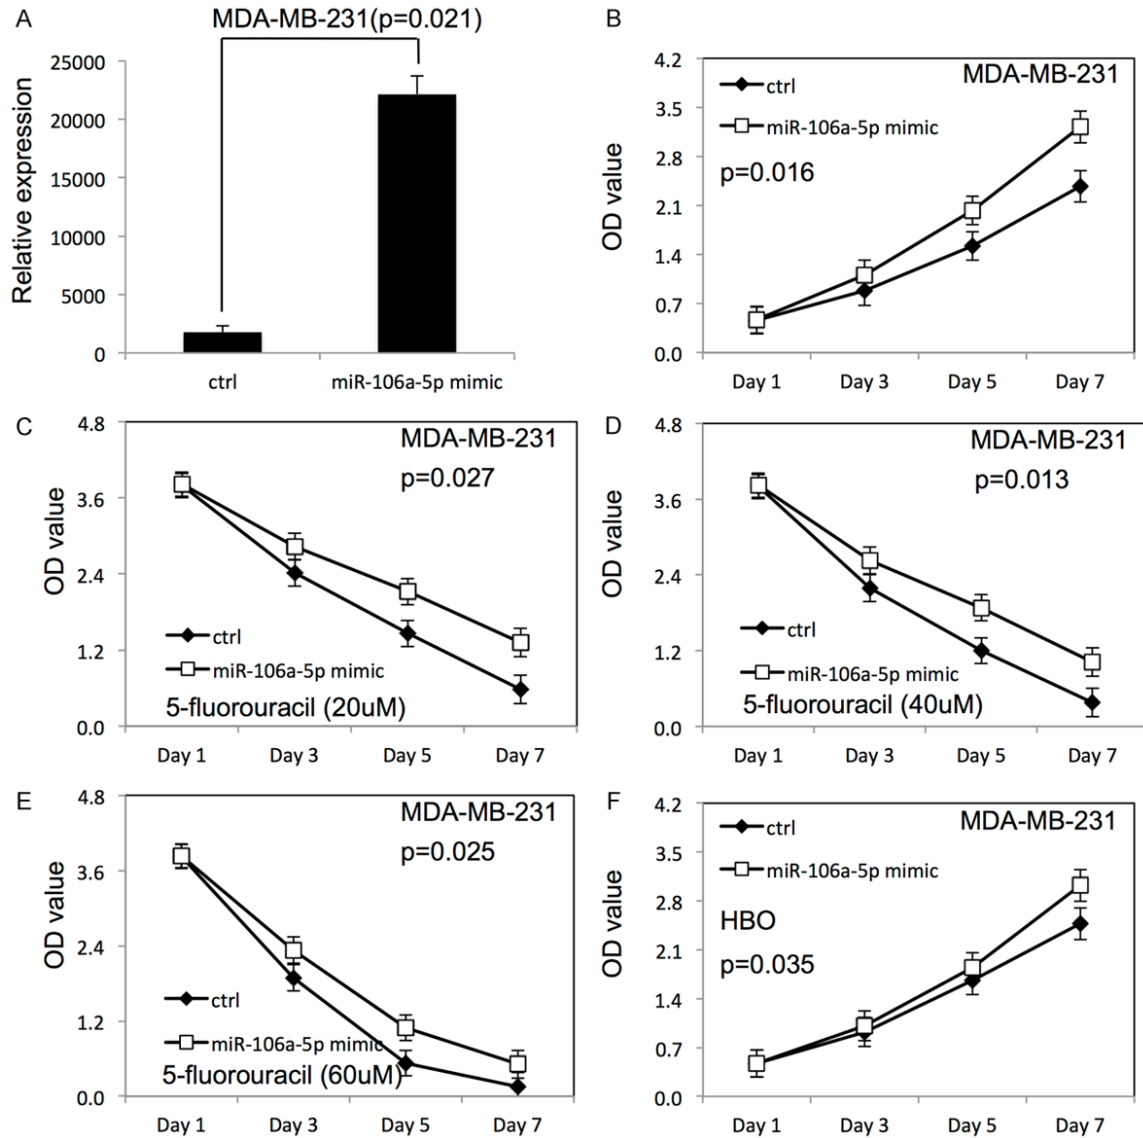 A
MDA-MB-231(p=0.021)
Relative expression
25000
20000
15000
10000
5000
0
ctrl
miR-106a-5p mimic
B
MDA-MB-231
ctrl
miR-106a-5p mimic
p=0.016
OD value
4.2
3.5
2.8
2.1
1.4
0.7
0.0
Day 1 Day 3 Day 5 Day 7
C
MDA-MB-231
p=0.027
OD value
4.8
3.6
2.4
1.2
0.0
ctrl
miR-106a-5p mimic
5-fluorouracil (20uM)
Day 1 Day 3 Day 5 Day 7
D
MDA-MB-231
p=0.013
OD value
4.8
3.6
2.4
1.2
0.0
ctrl
miR-106a-5p mimic
5-fluorouracil (40uM)
Day 1 Day 3 Day 5 Day 7
E
MDA-MB-231
p=0.025
OD value
4.8
3.6
2.4
1.2
0.0
ctrl
miR-106a-5p mimic
5-fluorouracil (60uM)
Day 1 Day 3 Day 5 Day 7
F
MDA-MB-231
ctrl
miR-106a-5p mimic
HBO
p=0.035
OD value
4.2
3.5
2.8
2.1
1.4
0.7
0.0
Day 1 Day 3 Day 5 Day 7